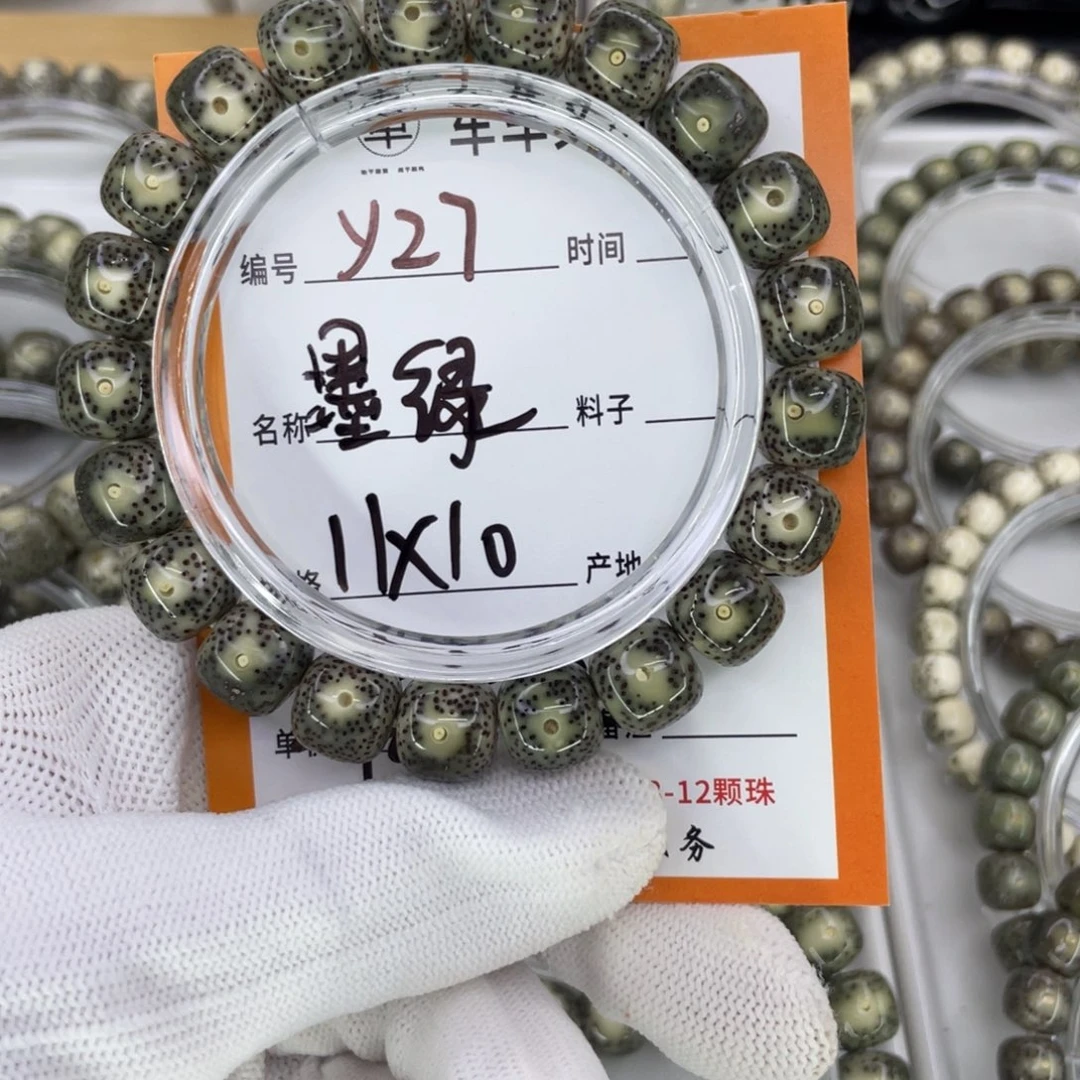 编号 Y27 时间
名称 墨绿 料子
格 11X10 产地
-12颗珠
务